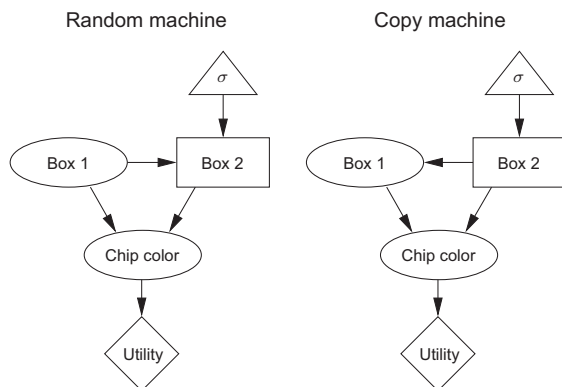 Random machine Copy machine
σ σ
Box 1 Box 2 Box 1 Box 2
Chip color Chip color
Utility Utility